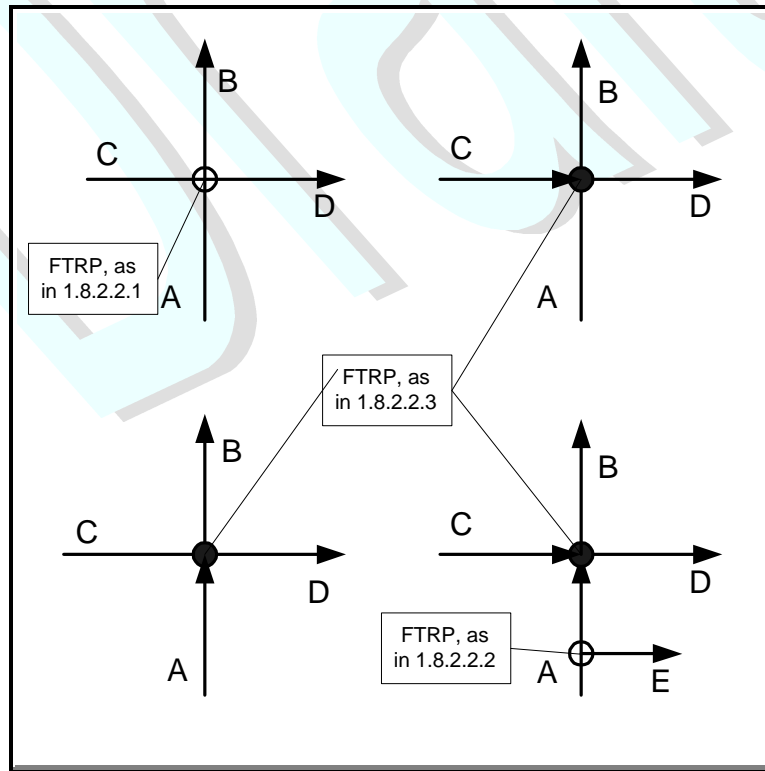 B
B
C
C
D
D
FTRP, as
in 1.8.2.2.1
A
A
FTRP, as
in 1.8.2.2.3
B
B
C
C
D
D
FTRP, as
in 1.8.2.2.2
A
A
E